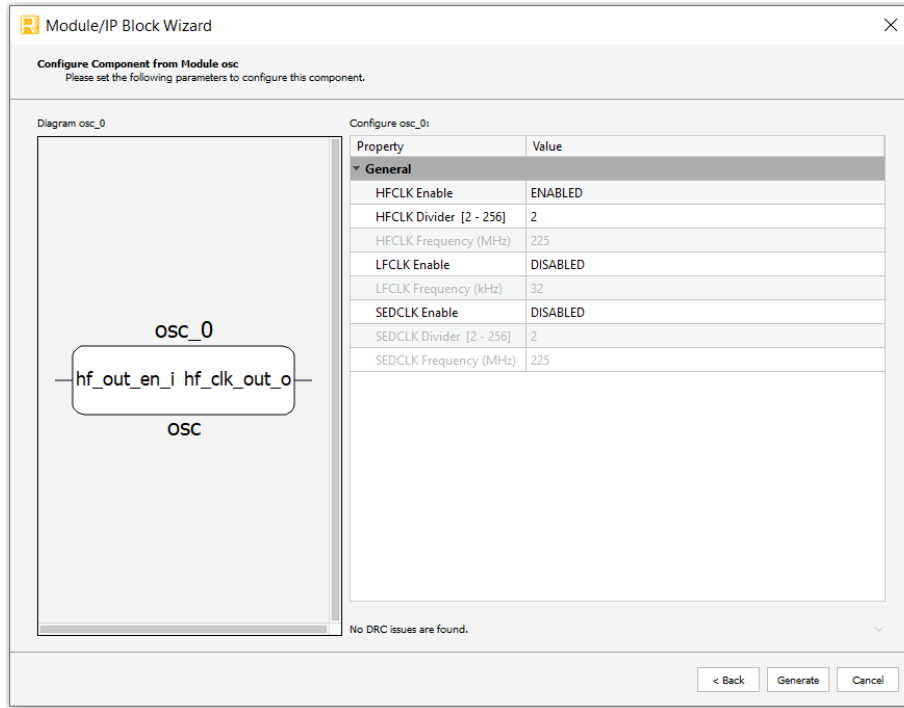 Module/IP Block Wizard
Configure Component from Module osc
Please set the following parameters to configure this component.
Diagram osc_0
osc_0
hf_out_en_i hf_clk_out_o
osc
Configure osc_0:
Property Value
General
HFCLK Enable ENABLED
HFCLK Divider [2 - 256] 2
HFCLK Frequency (MHz) 225
LFCLK Enable DISABLED
LFCLK Frequency (kHz) 32
SEDCLK Enable DISABLED
SEDCLK Divider [2 - 256] 2
SEDCLK Frequency (MHz) 225
No DRC issues are found.
< Back Generate Cancel